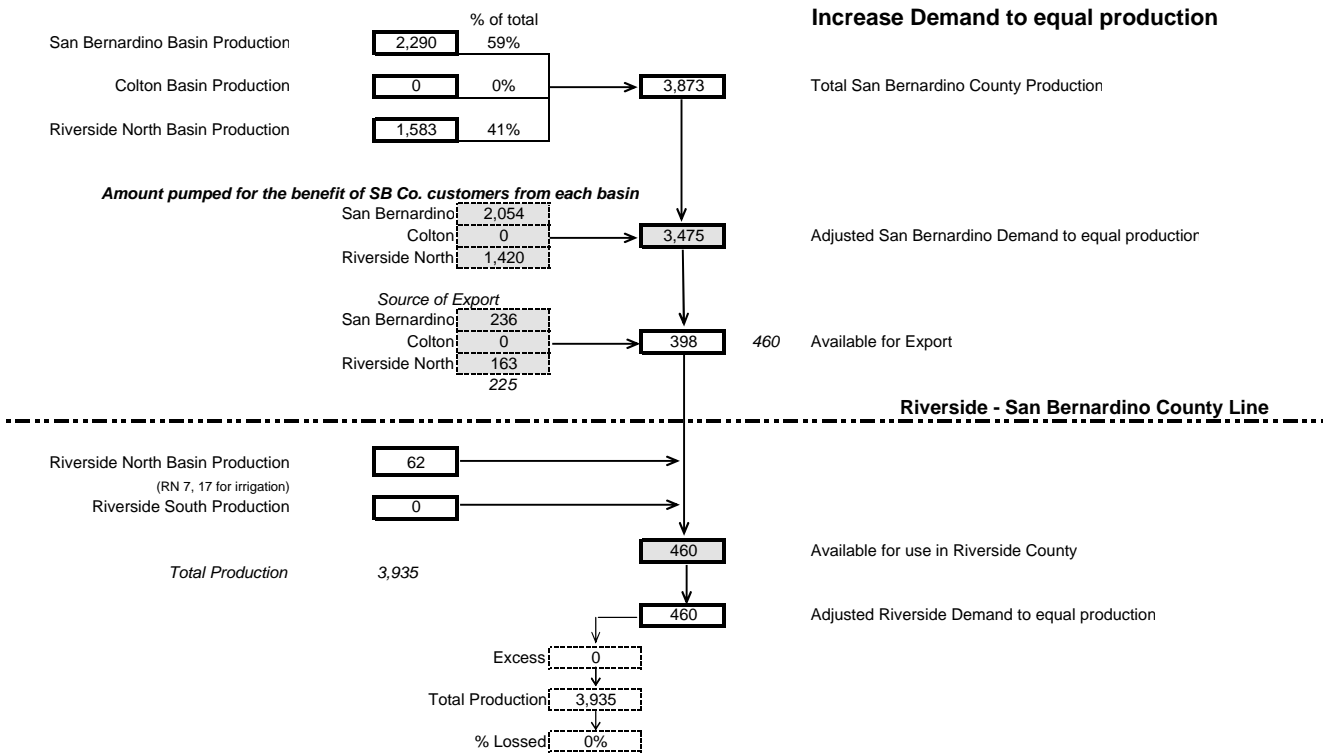 % of total
Increase Demand to equal production
San Bernardino Basin Production 2,290 59%
Colton Basin Production 0 0% 3,873 Total San Bernardino County Production
Riverside North Basin Production 1,583 41%
Amount pumped for the benefit of SB Co. customers from each basin
San Bernardino 2,054
Colton 0 3,475 Adjusted San Bernardino Demand to equal production
Riverside North 1,420
Source of Export
San Bernardino 236
Colton 0 398 460 Available for Export
Riverside North 163
225
Riverside - San Bernardino County Line
Riverside North Basin Production 62
(RN 7, 17 for irrigation)
Riverside South Production 0
460 Available for use in Riverside County
Total Production 3,935
460 Adjusted Riverside Demand to equal production
Excess 0
Total Production 3,935
% Lossed 0%